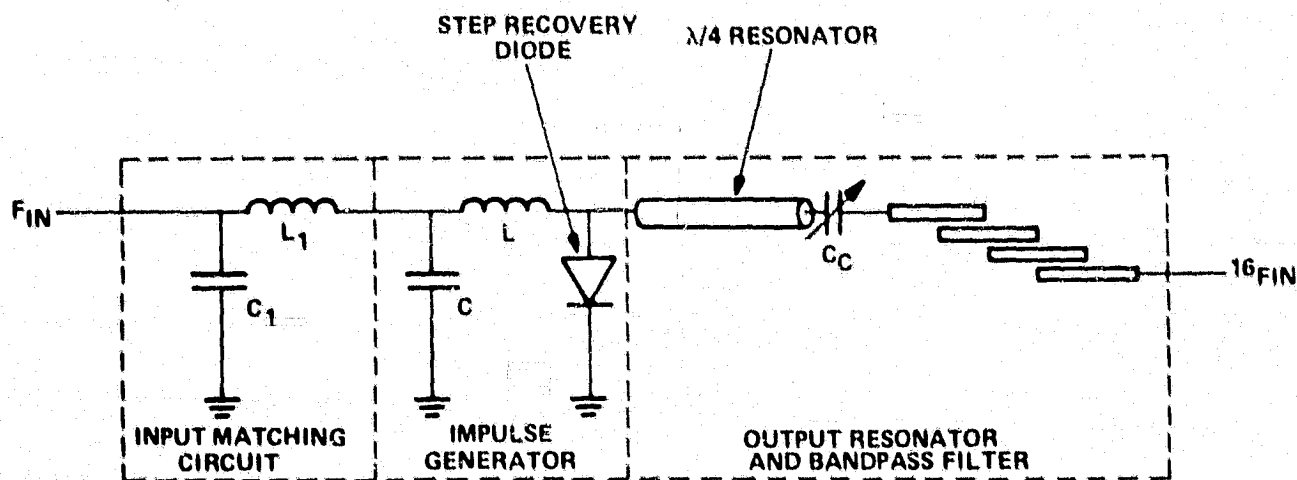 STEP RECOVERY
DIODE
λ/4 RESONATOR
FIN
L1
L
CC
C1
C
16FIN
INPUT MATCHING
CIRCUIT
IMPULSE
GENERATOR
OUTPUT RESONATOR
AND BANDPASS FILTER